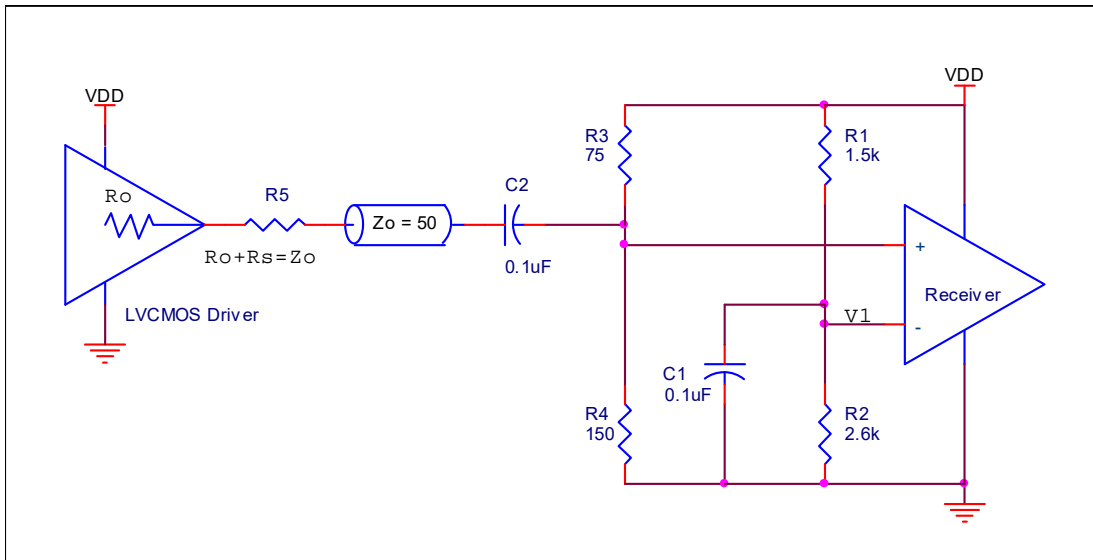 VDD
Ro
R5
Ro+Rs=Zo
LVCMOS Driver
Zo = 50
C2
0.1uF
R3
75
R4
150
C1
0.1uF
VDD
R1
1.5k
V1
R2
2.6k
+
-
Receiver